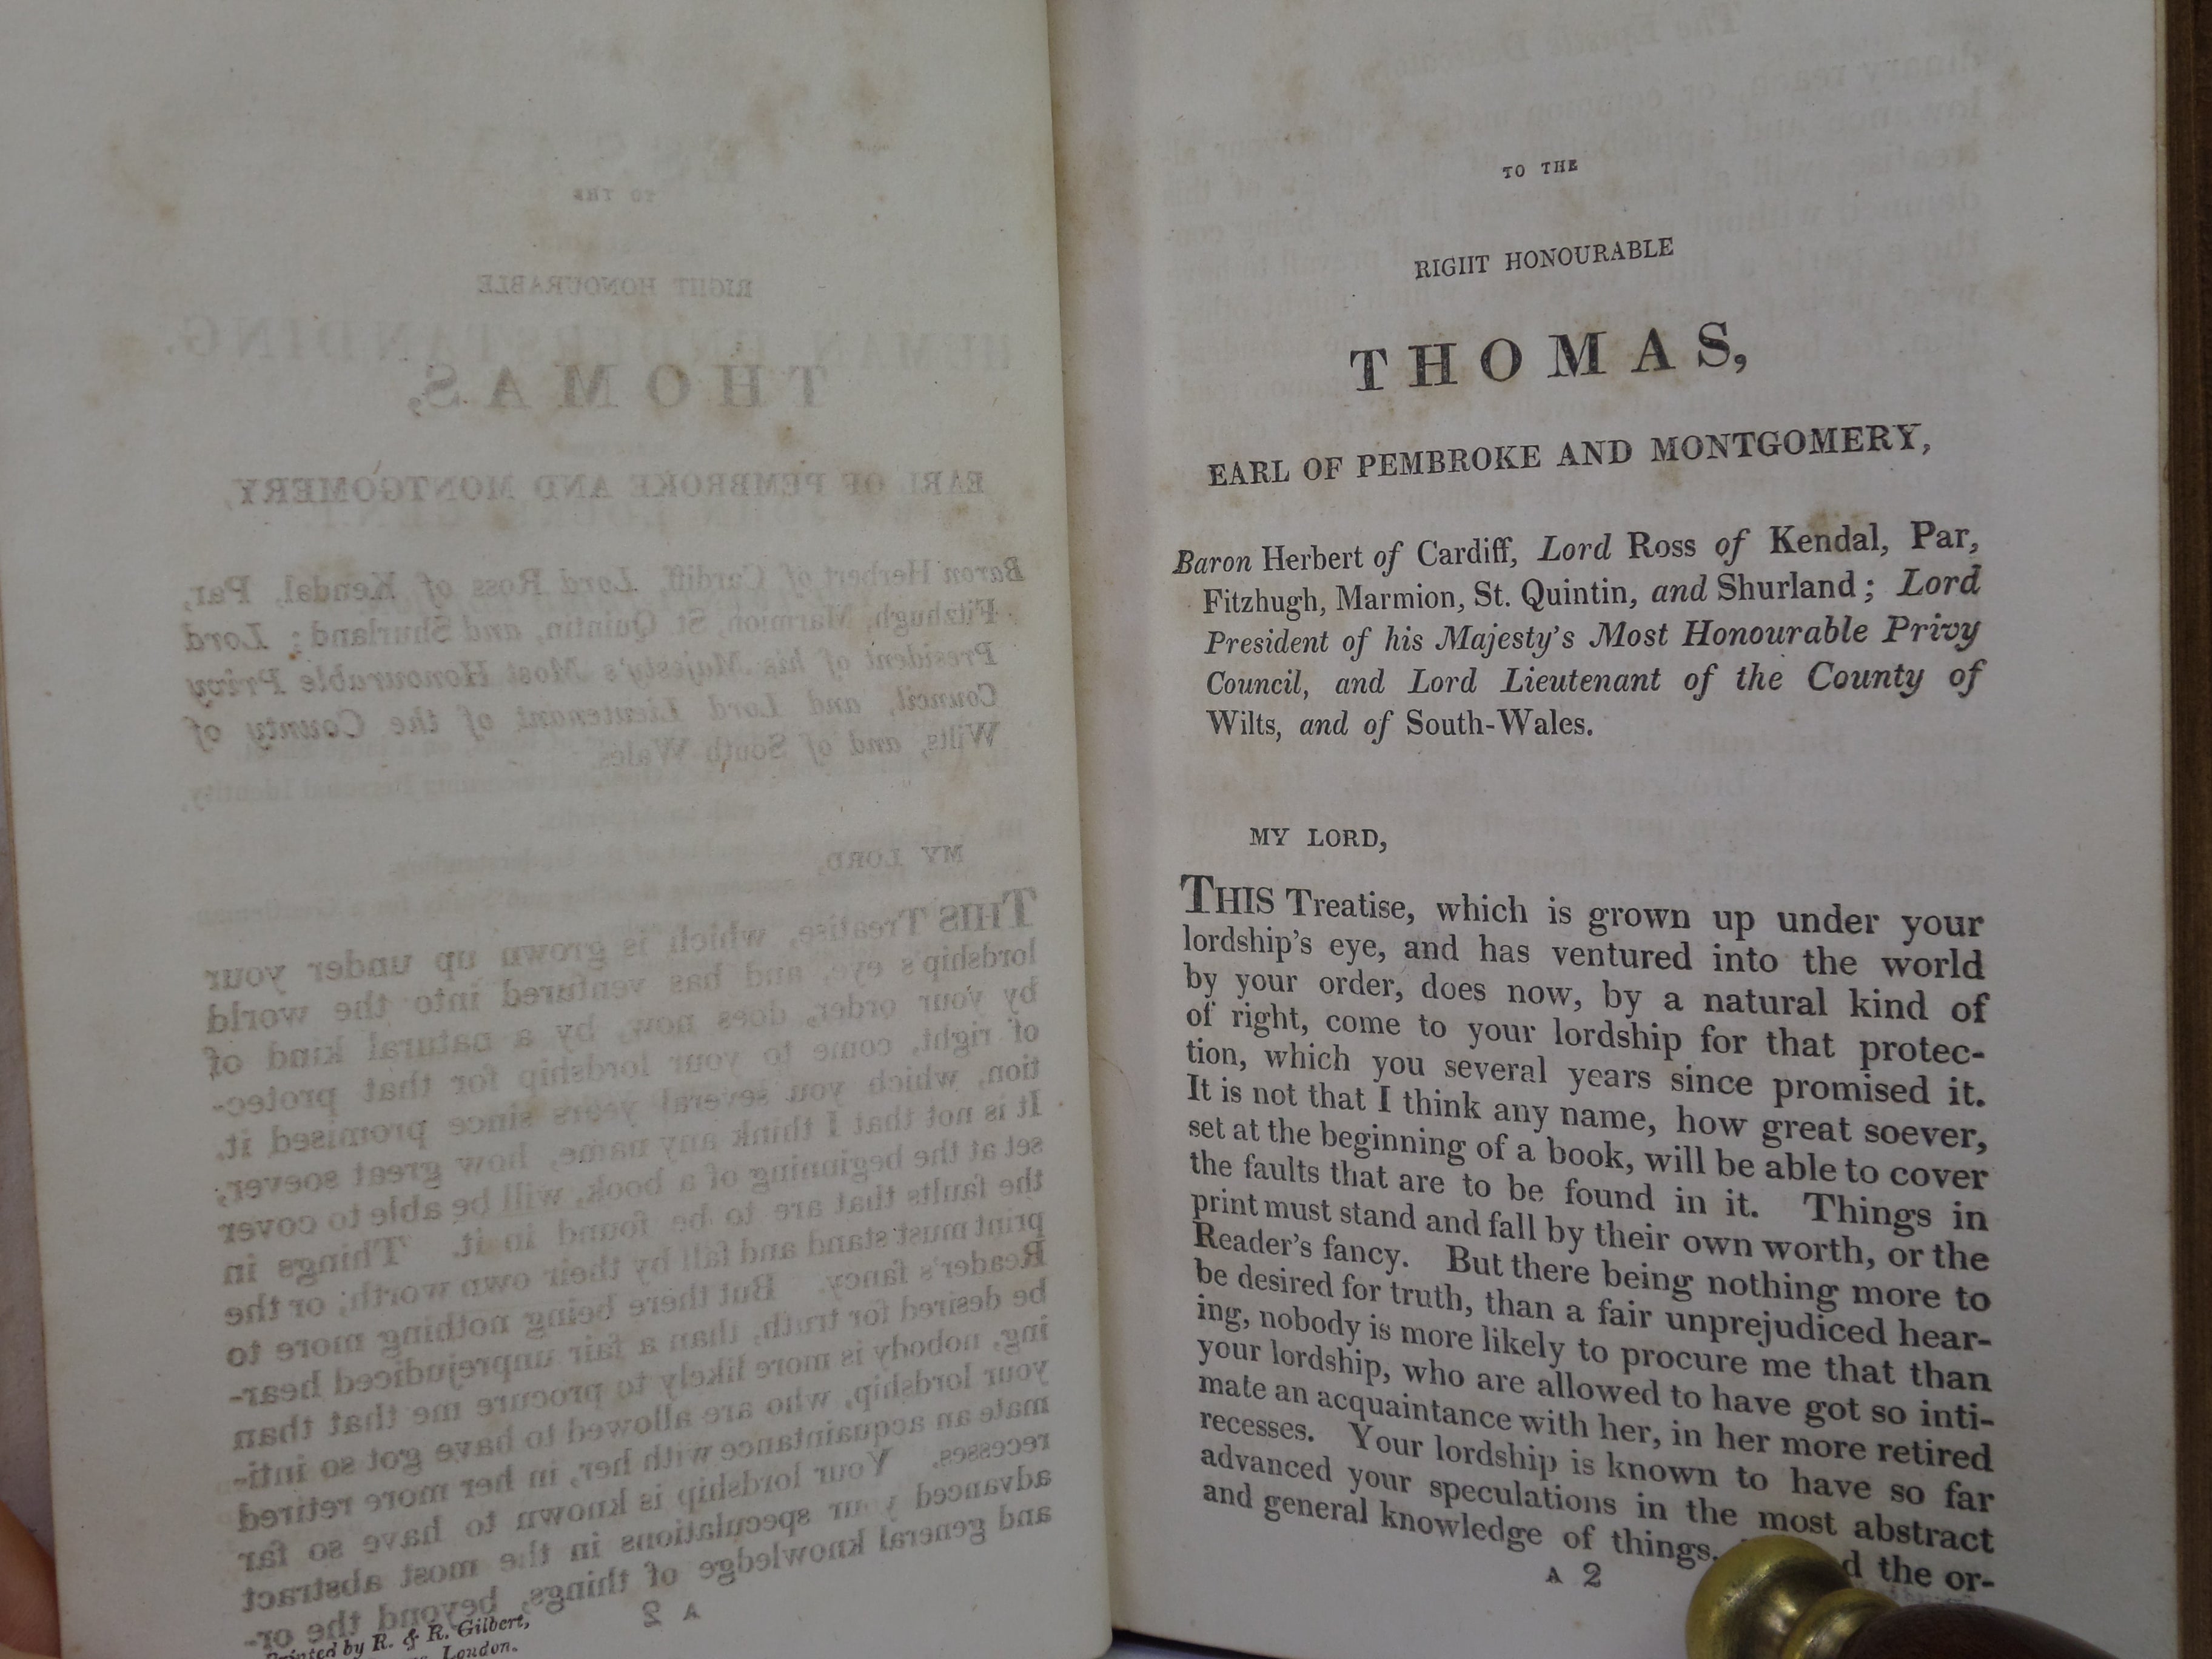 Printed by R. & R. Gilbert,
London.
TO THE
RIGHT HONOURABLE
THOMAS,
EARL OF PEMBROKE AND MONTGOMERY,
Baron Herbert of Cardiff, Lord Ross of Kendal, Par,
Fitzhugh, Marmion, St. Quintin, and Shurland; Lord
President of his Majesty's Most Honourable Privy
Council, and Lord Lieutenant of the County of
Wilts, and of South-Wales.
MY LORD,
THIS Treatise, which is grown up under your
lordship's eye, and has ventured into the world
by your order, does now, by a natural kind of
of right, come to your lordship for that protec-
tion, which you several years since promised it.
It is not that I think any name, how great soever,
set at the beginning of a book, will be able to cover
the faults that are to be found in it. Things in
print must stand and fall by their own worth, or the
Reader's fancy. But there being nothing more to
be desired for truth, than a fair unprejudiced hear-
ing, nobody is more likely to procure me that than
your lordship, who are allowed to have got so inti-
mate an acquaintance with her, in her more retired
recesses. Your lordship is known to have so far
advanced your speculations in the most abstract
and general knowledge of things, the or-
A 2